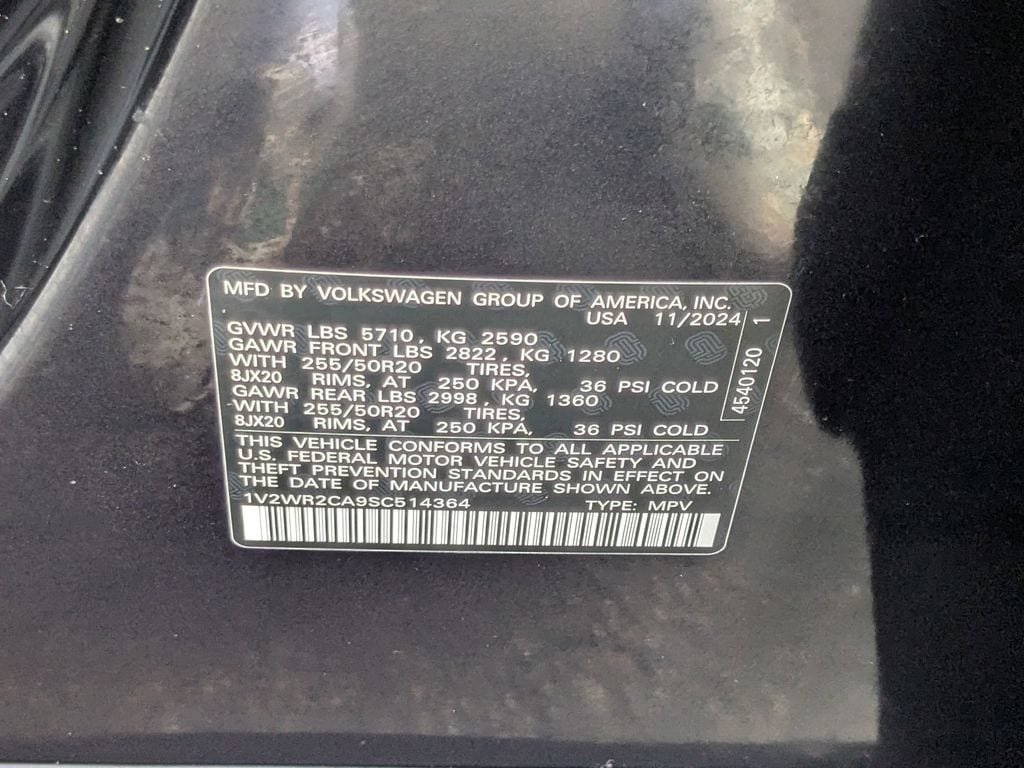 MFD BY VOLKSWAGEN GROUP OF AMERICA, INC.
USA 11/2024
GVWR LBS 5710, KG 2590
GAWR FRONT LBS 2822, KG 1280
WITH 255/50R20 TIRES,
8JX20 RIMS, AT 250 KPA, 36 PSI COLD
GAWR REAR LBS 2998, KG 1360
WITH 255/50R20 TIRES,
8JX20 RIMS, AT 250 KPA, 36 PSI COLD
4540120 1
THIS VEHICLE CONFORMS TO ALL APPLICABLE
U.S. FEDERAL MOTOR VEHICLE SAFETY AND
THEFT PREVENTION STANDARDS IN EFFECT ON
THE DATE OF MANUFACTURE SHOWN ABOVE.
1V2WR2CA9SC514364 TYPE: MPV